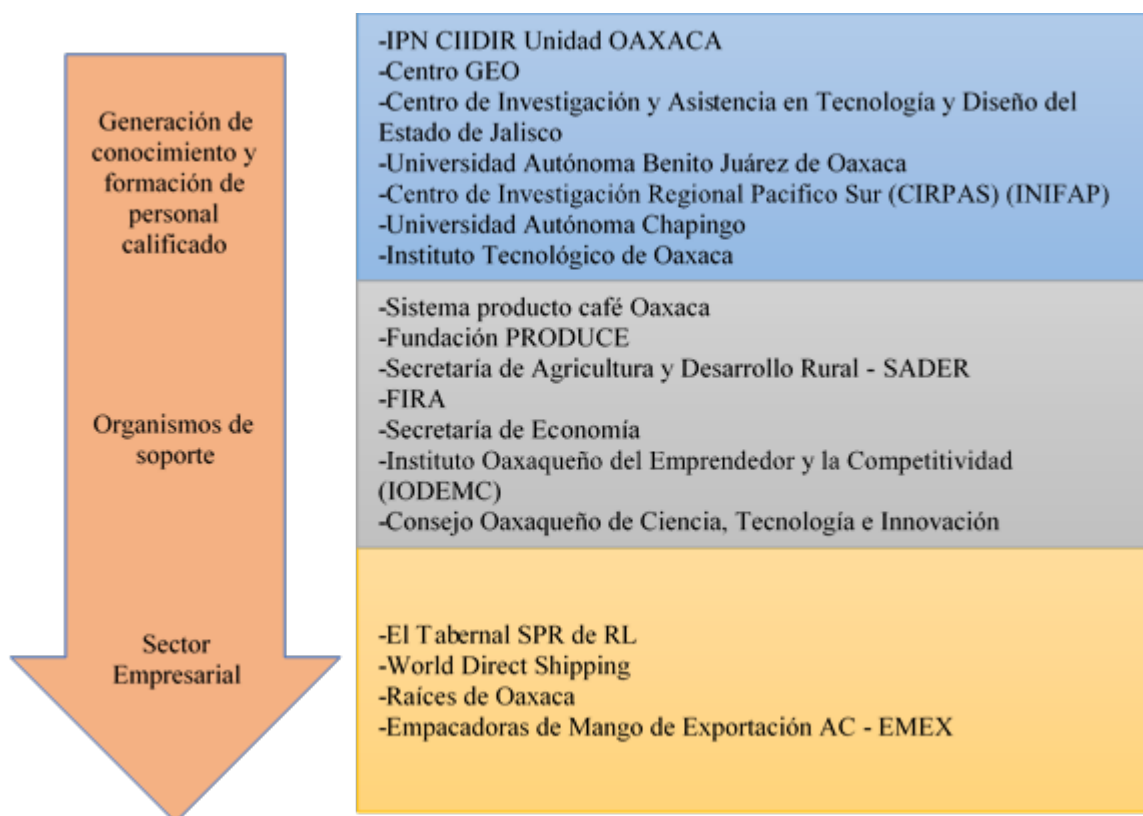 Generación de
conocimiento y
formación de
personal
calificado
-IPN CIIDIR Unidad OAXACA
-Centro GEO
-Centro de Investigación y Asistencia en Tecnología y Diseño del
Estado de Jalisco
-Universidad Autónoma Benito Juárez de Oaxaca
-Centro de Investigación Regional Pacifico Sur (CIRPAS) (INIFAP)
-Universidad Autónoma Chapingo
-Instituto Tecnológico de Oaxaca
Organismos de
soporte
-Sistema producto café Oaxaca
-Fundación PRODUCE
-Secretaría de Agricultura y Desarrollo Rural - SADER
-FIRA
-Secretaría de Economía
-Instituto Oaxaqueño del Emprendedor y la Competitividad
(IODEMC)
-Consejo Oaxaqueño de Ciencia, Tecnología e Innovación
Sector
Empresarial
-El Tabernal SPR de RL
-World Direct Shipping
-Raíces de Oaxaca
-Empacadoras de Mango de Exportación AC - EMEX